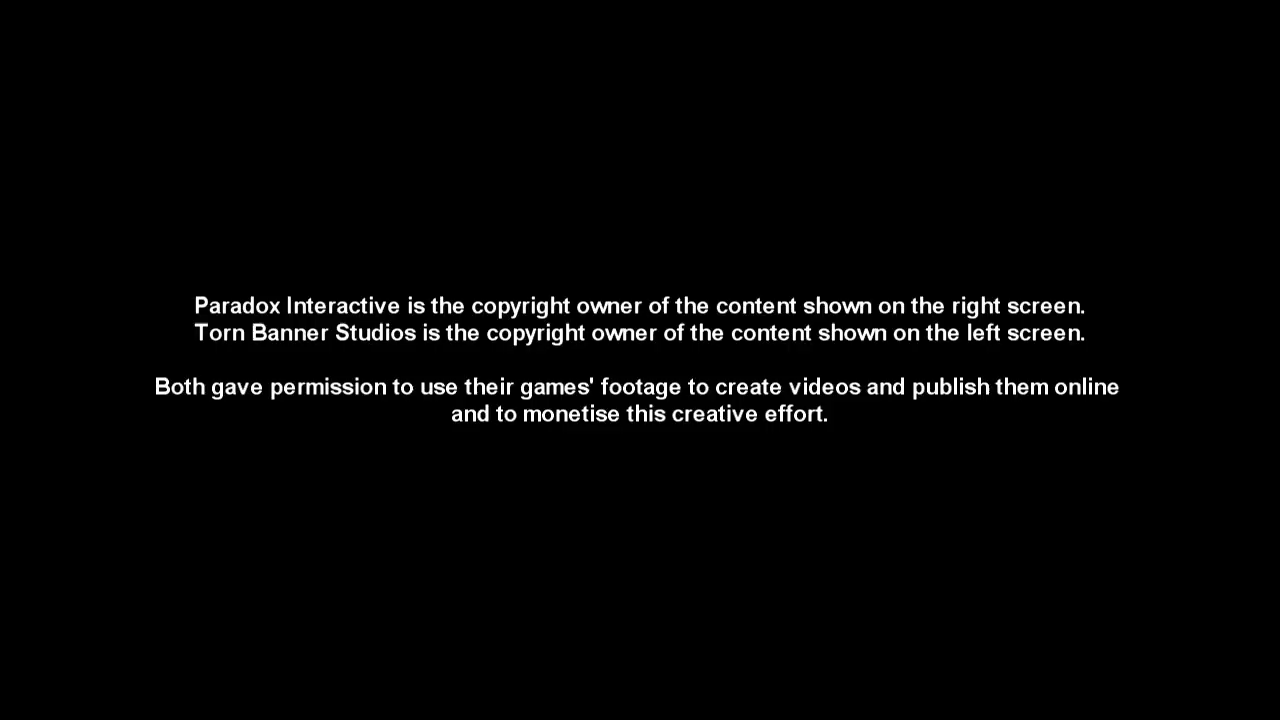 Paradox Interactive is the copyright owner of the content shown on the right screen.
Torn Banner Studios is the copyright owner of the content shown on the left screen.
Both gave permission to use their games' footage to create videos and publish them online
and to monetise this creative effort.